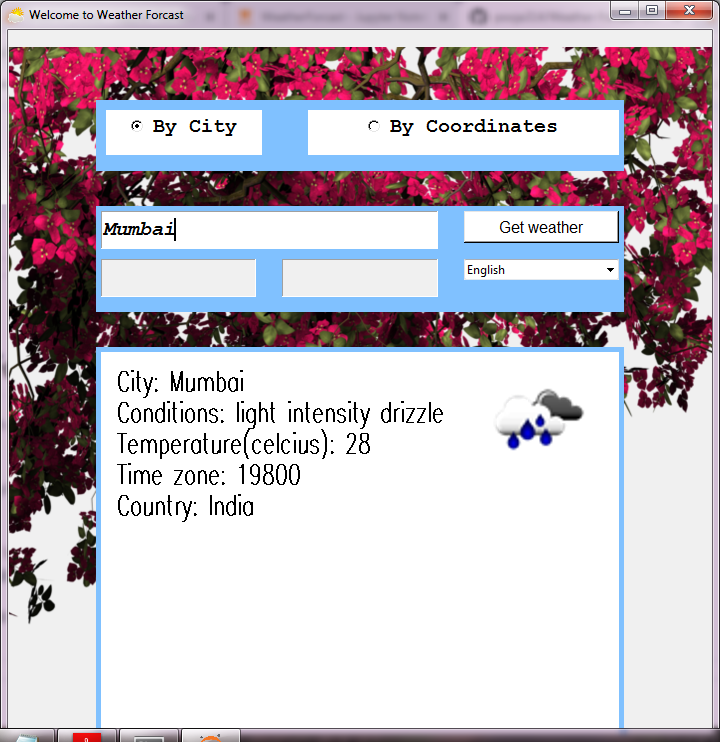 Welcome to Weather Forcast
By City
By Coordinates
Mumbai
Get weather
English
City: Mumbai
Conditions: light intensity drizzle
Temperature(celcius): 28
Time zone: 19800
Country: India